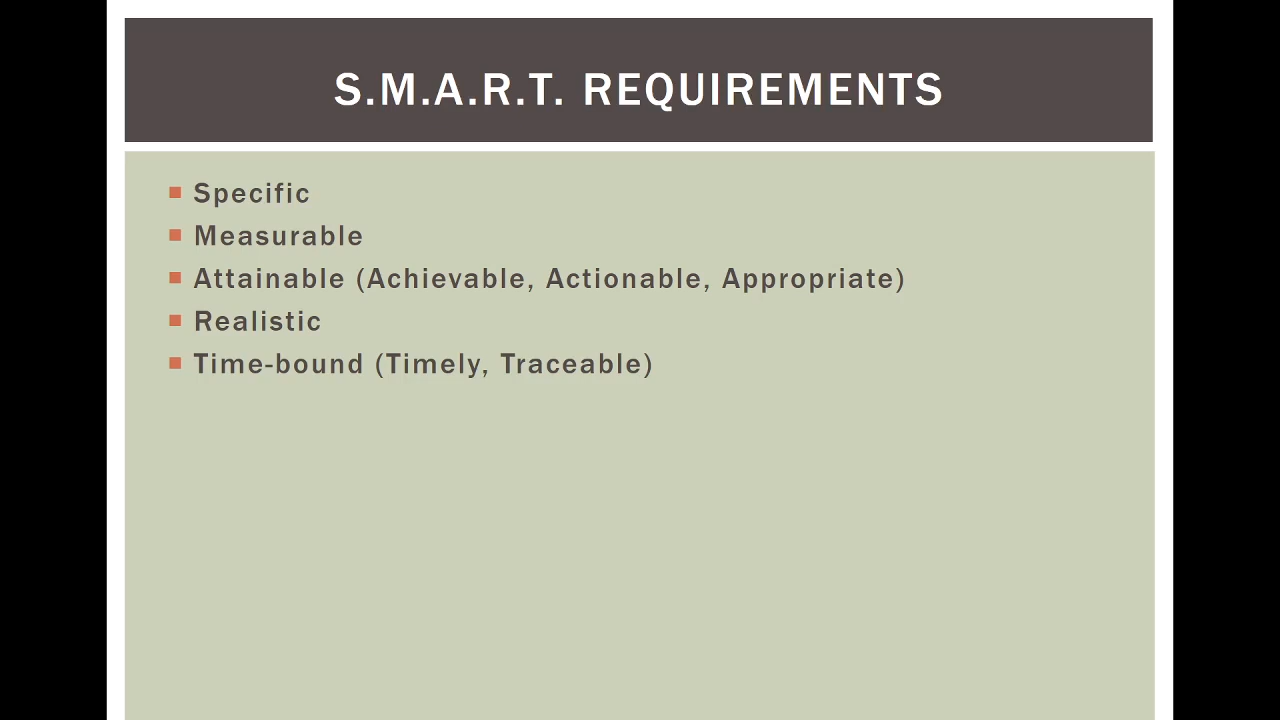 S.M.A.R.T. REQUIREMENTS
Specific
Measurable
Attainable (Achievable, Actionable, Appropriate)
Realistic
Time-bound (Timely, Traceable)